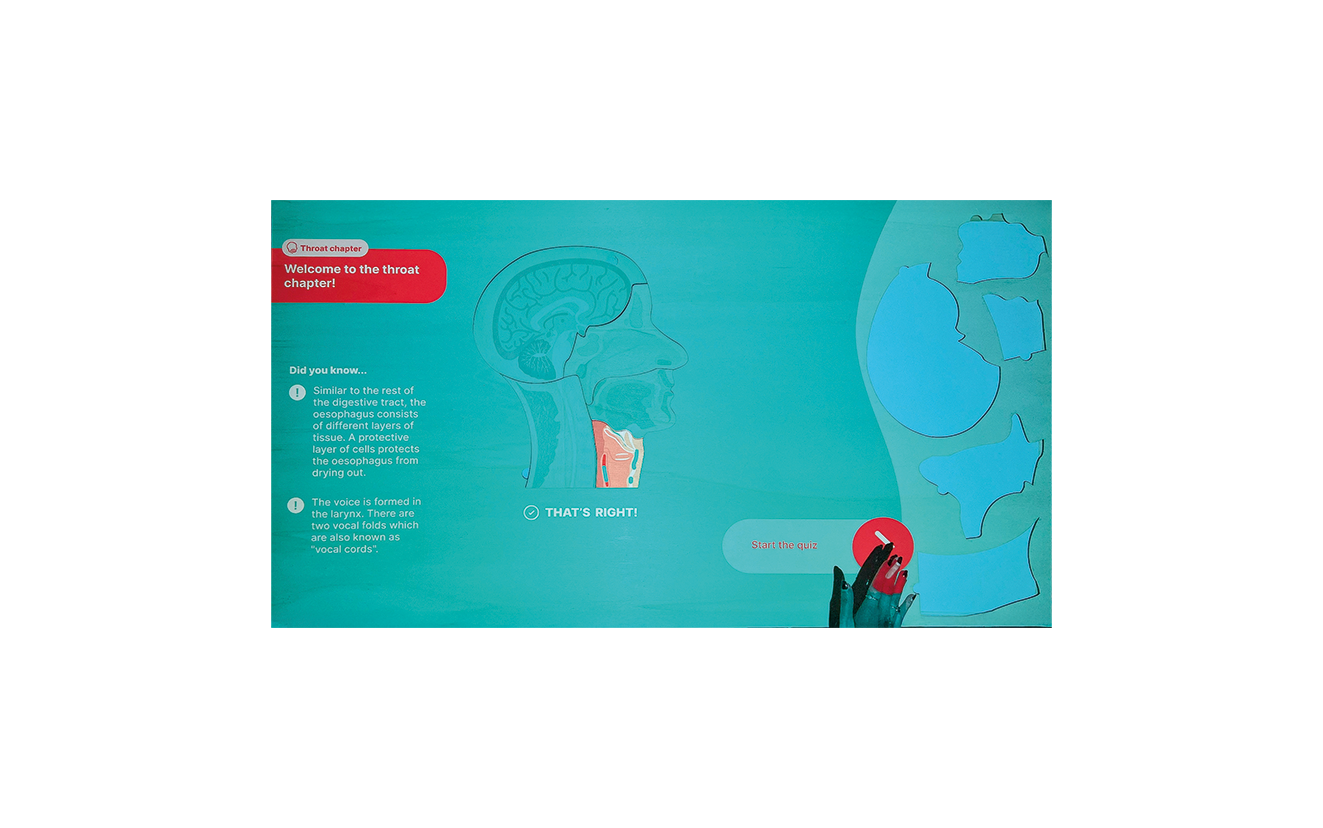 Throat chapter
Welcome to the throat
chapter!
Did you know...
! Similar to the rest of
the digestive tract, the
oesophagus consists
of different layers of
tissue. A protective
layer of cells protects
the oesophagus from
drying out.
! The voice is formed in
the larynx. There are
two vocal folds which
are also known as
"vocal cords".
THAT'S RIGHT!
Start the quiz